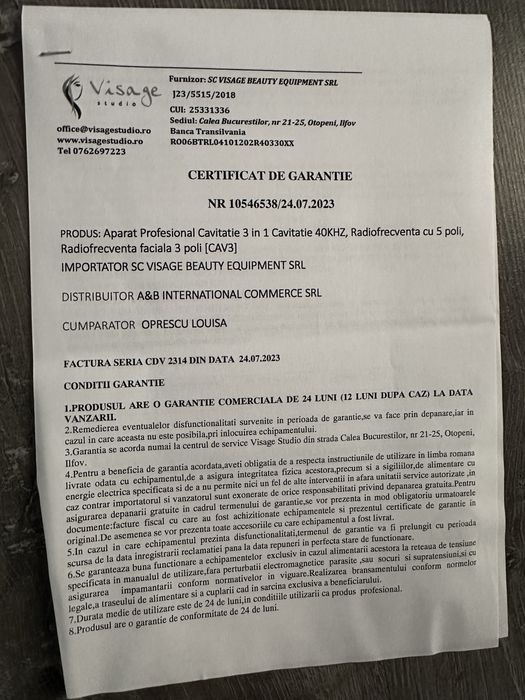 Visage
studio
Furnizor: SC VISAGE BEAUTY EQUIPMENT SRL
J23/5515/2018
CUI: 25331336
Sediul: Calea Bucurestilor, nr 21-25, Otopeni, Ilfov
Banca Transilvania
RO06BTRL04101202R40330XX
office@visagestudio.ro
www.visagestudio.ro
Tel 0762697223
CERTIFICAT DE GARANTIE
NR 10546538/24.07.2023
PRODUS: Aparat Profesional Cavitatie 3 in 1 Cavitatie 40KHZ, Radiofrecventa cu 5 poli,
Radiofrecventa faciala 3 poli [CAV3]
IMPORTATOR SC VISAGE BEAUTY EQUIPMENT SRL
DISTRIBUITOR A&B INTERNATIONAL COMMERCE SRL
CUMPARATOR OPRESCU LOUISA
FACTURA SERIA CDV 2314 DIN DATA 24.07.2023
CONDITII GARANTIE
1.PRODUSUL ARE O GARANTIE COMERCIALA DE 24 LUNI (12 LUNI DUPA CAZ) LA DATA
VANZARII.
2.Remedierea eventualelor disfunctionalitati survenite in perioada de garantie,se va face prin depanare,iar in
cazul in care aceasta nu este posibila,pri inlocuirea echipamentului.
3.Garantia se acorda numai la centrul de service Visage Studio din strada Calea Bucurestilor, nr 21-25, Otopeni,
Ilfov.
4.Pentru a beneficia de garantia acordata,aveti obligatia de a respecta instructiunile de utilizare in limba romana
livrate odata cu echipamentul,de a asigura integritatea fizica acestora,precum si a sigiliilor,de alimentare cu
energie electrica specificata si de a nu permite nici un fel de alte interventii in afara unitatii service autorizate ,in
caz contrar importatorul si vanzatorul sunt exonerate de orice responsabilitati privind depanarea gratuita.Pentru
asigurarea depanarii gratuite in cadrul termenului de garantie,se vor prezenta in mod obligatoriu urmatoarele
documente:facture fiscal cu care au fost achizitionate echipamentele si prezentul certificate de garantie in
original.De asemenea se vor prezenta toate accesoriile cu care echipamentul a fost livrat.
5.In cazul in care echipamentul prezinta disfunctionalitati,termenul de garantie va fi prelungit cu perioada
scursa de la data inregistrarii reclamatiei pana la data repuneri in perfecta stare de functionare.
6.Se garanteaza buna functionare a echipamentelor exclusiv in cazul alimentarii acestora la reteaua de tensiune
specificata in manualul de utilizare,fara perturbatii electromagnetice parasite ,sau socuri si supratensiuni,si cu
asigurarea impamantarii conform normativelor in viguare.Realizarea bransamentului conform normelor
legale,a traseului de alimentare si a cuplarii cad in sarcina exclusiva a beneficiarului.
7.Durata medie de utilizare este de 24 de luni,in conditiile utilizarii ca produs profesional.
8.Produsul are o garantie de conformitate de 24 de luni.